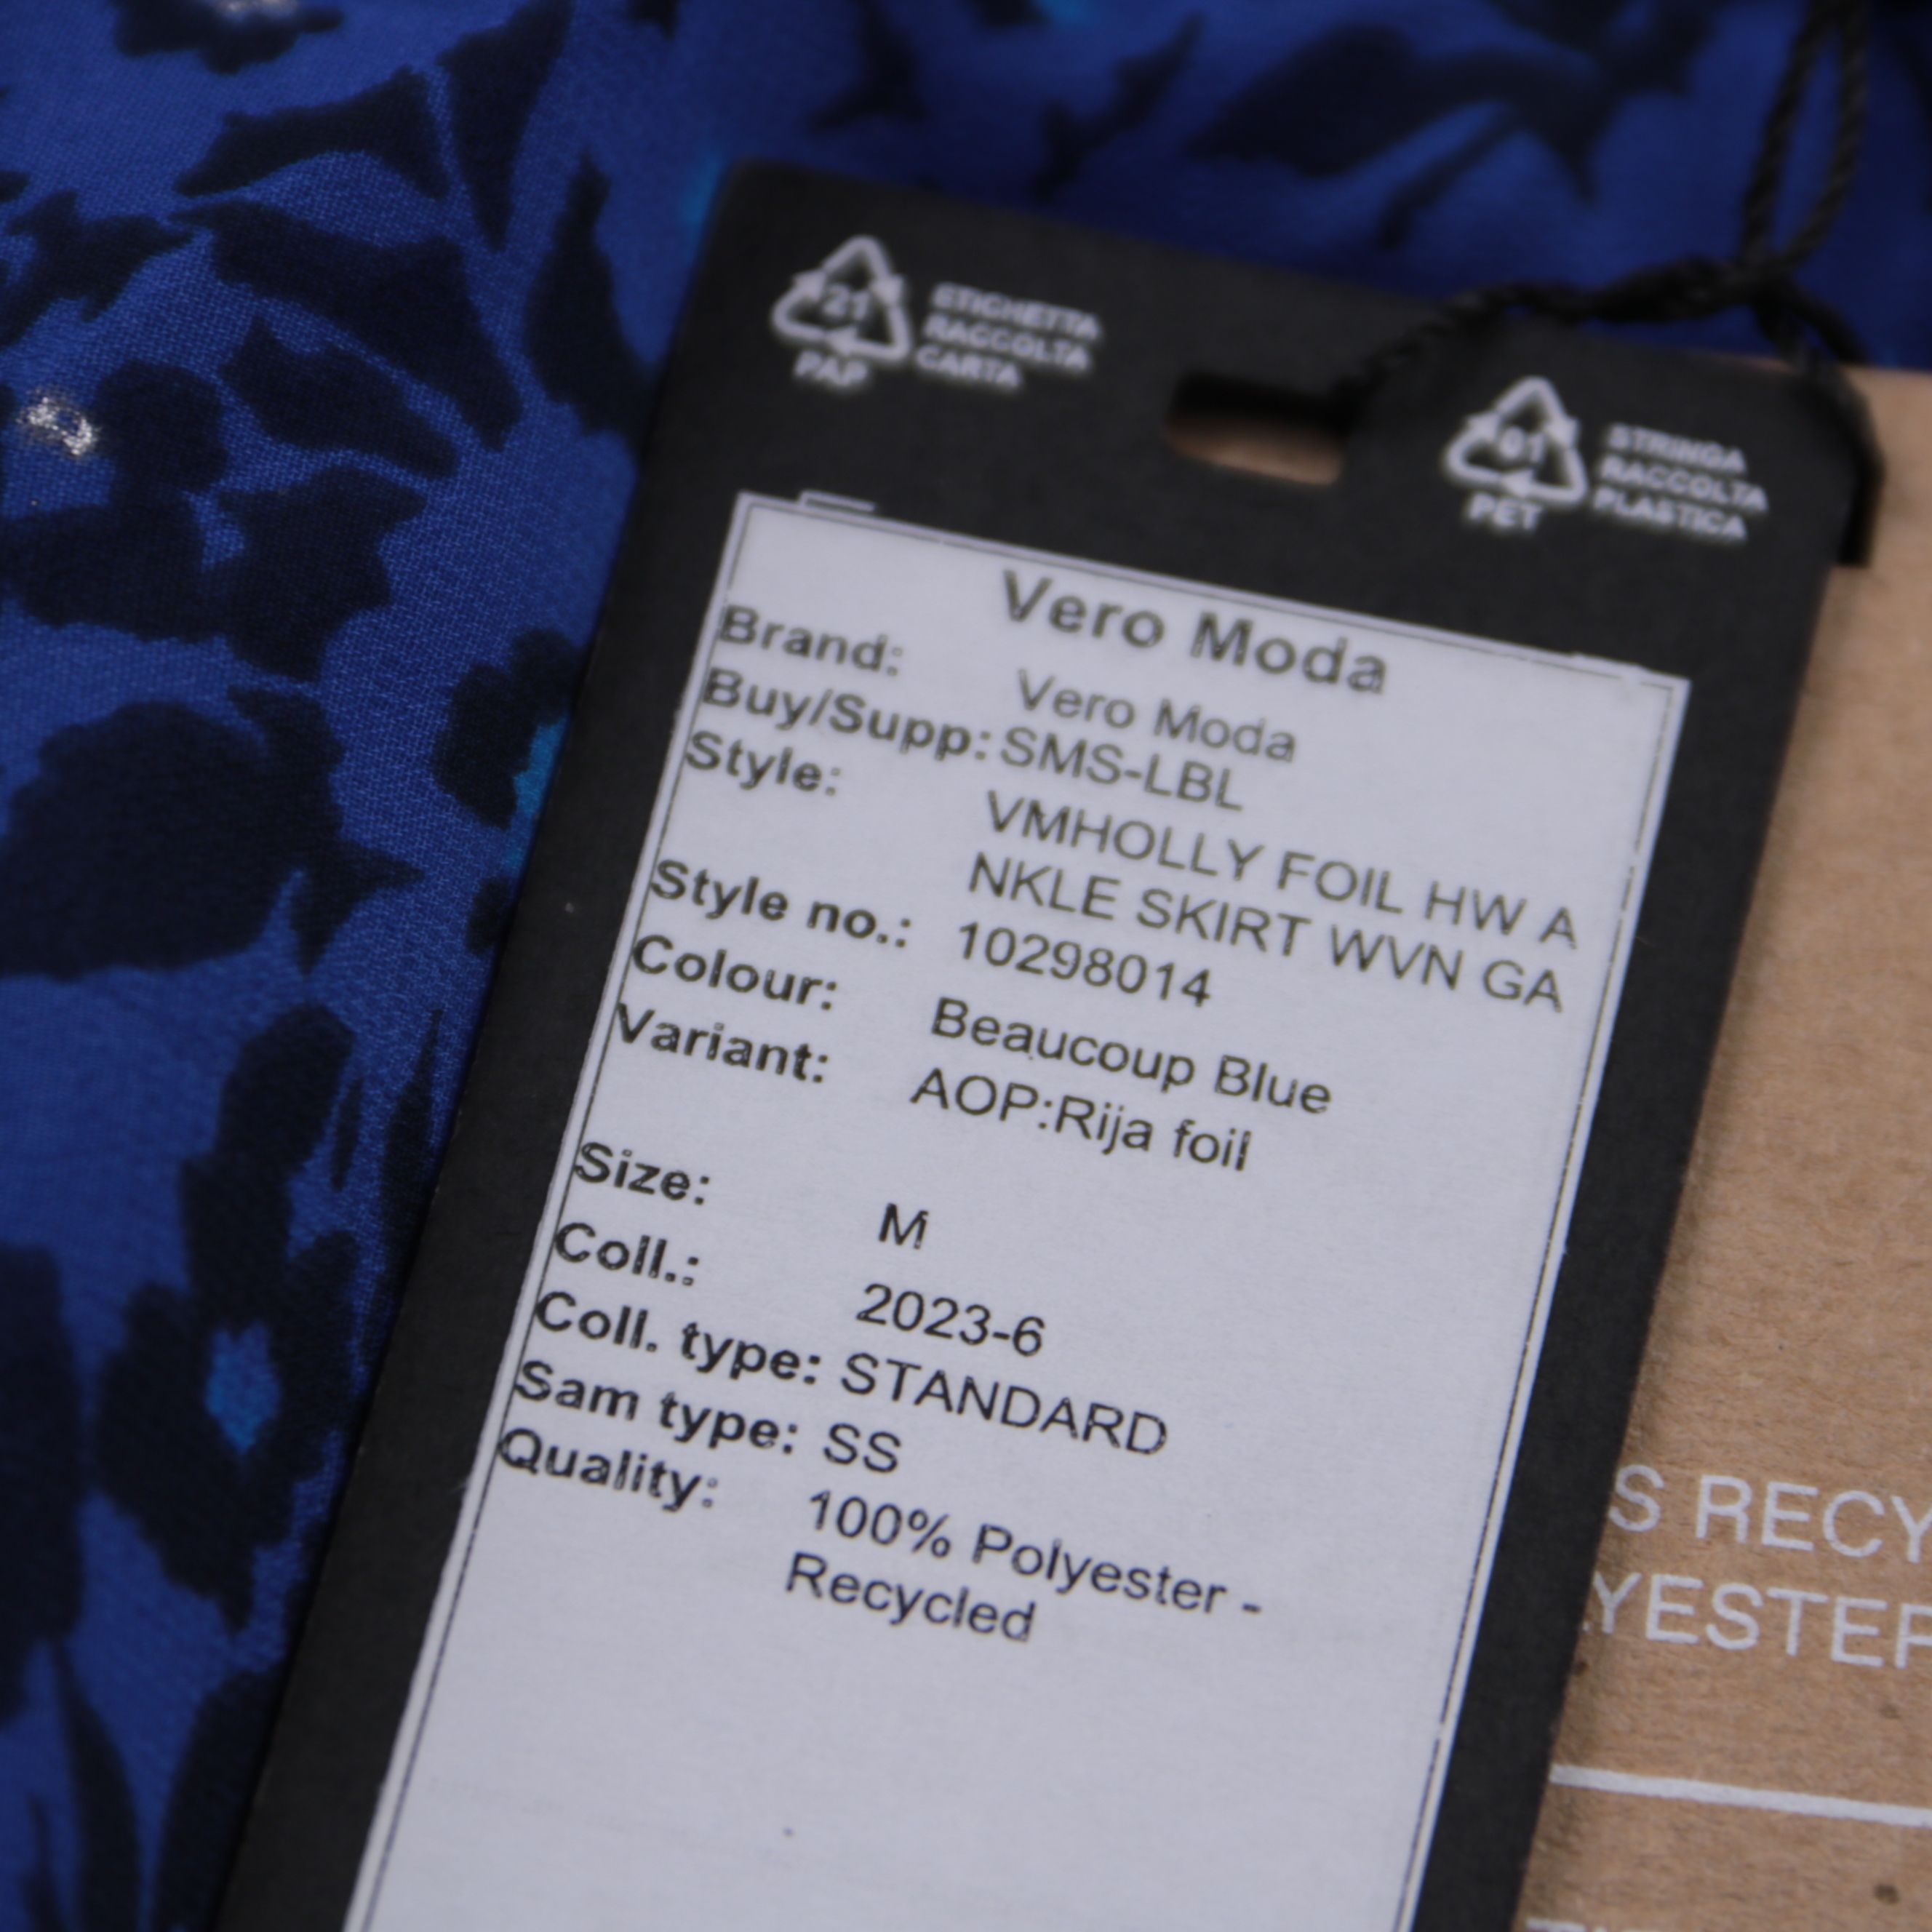 21
PAP
ETICHETTA
RACCOLTA
CARTA
01
PET
STRINGA
RACCOLTA
PLASTICA
Vero Moda
Brand: Vero Moda
Buy/Supp: SMS-LBL
Style: VMHOLLY FOIL HW A
NKLE SKIRT WVN GA
Style no.: 10298014
Colour: Beaucoup Blue
Variant: AOP:Rija foil
Size: M
Coll.: 2023-6
Coll. type: STANDARD
Sam type: SS
Quality: 100% Polyester -
Recycled
S RECY
YESTER